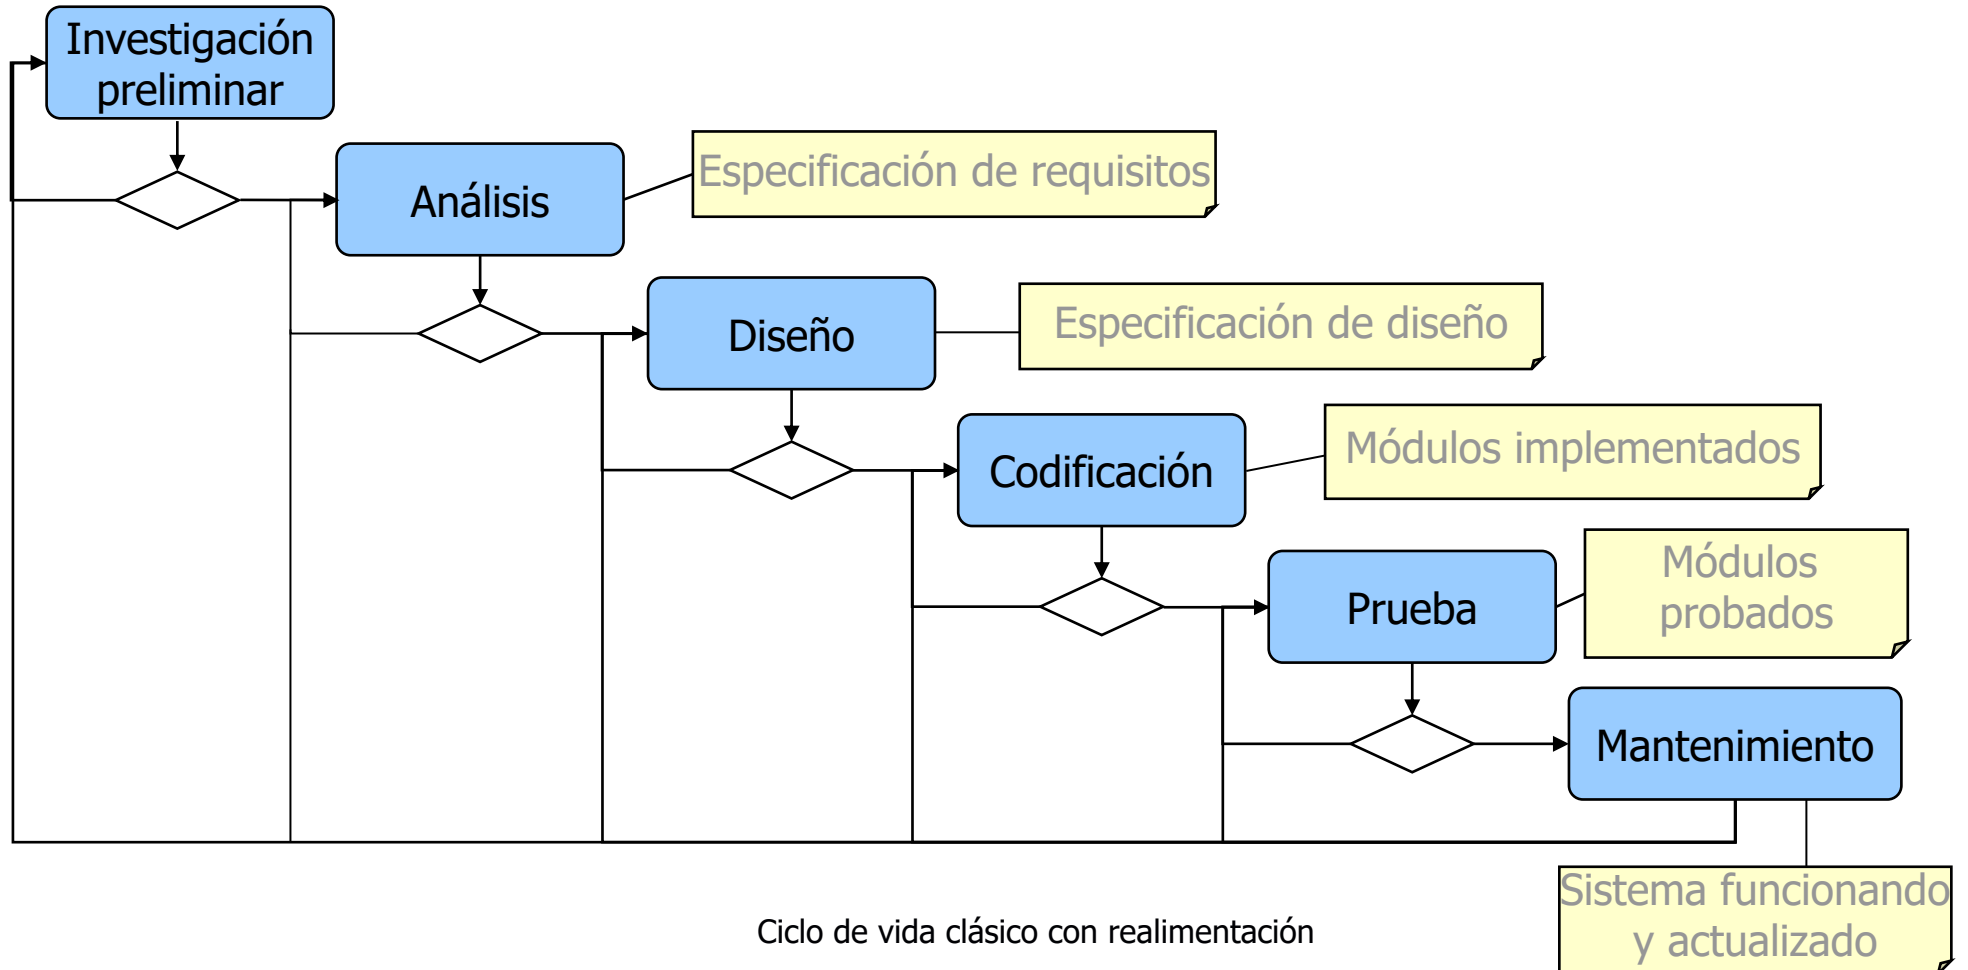 Investigación
preliminar
Análisis
Especificación de requisitos
Diseño
Especificación de diseño
Codificación
Módulos implementados
Prueba
Módulos
probados
Mantenimiento
Sistema funcionando
y actualizado
Ciclo de vida clásico con realimentación